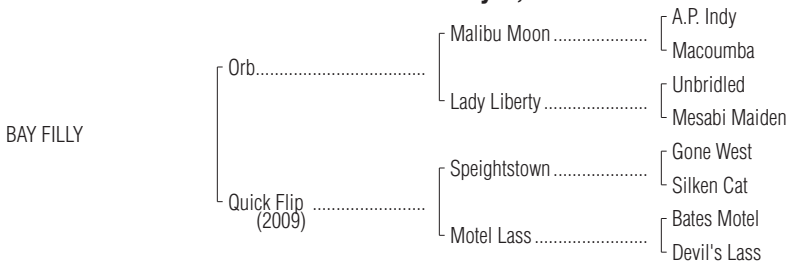 A.P. Indy
Malibu Moon
Macoumba
Orb
Unbridled
Lady Liberty
Mesabi Maiden
BAY FILLY
Gone West
Speightstown
Silken Cat
Quick Flip
(2009)
Bates Motel
Motel Lass
Devil's Lass